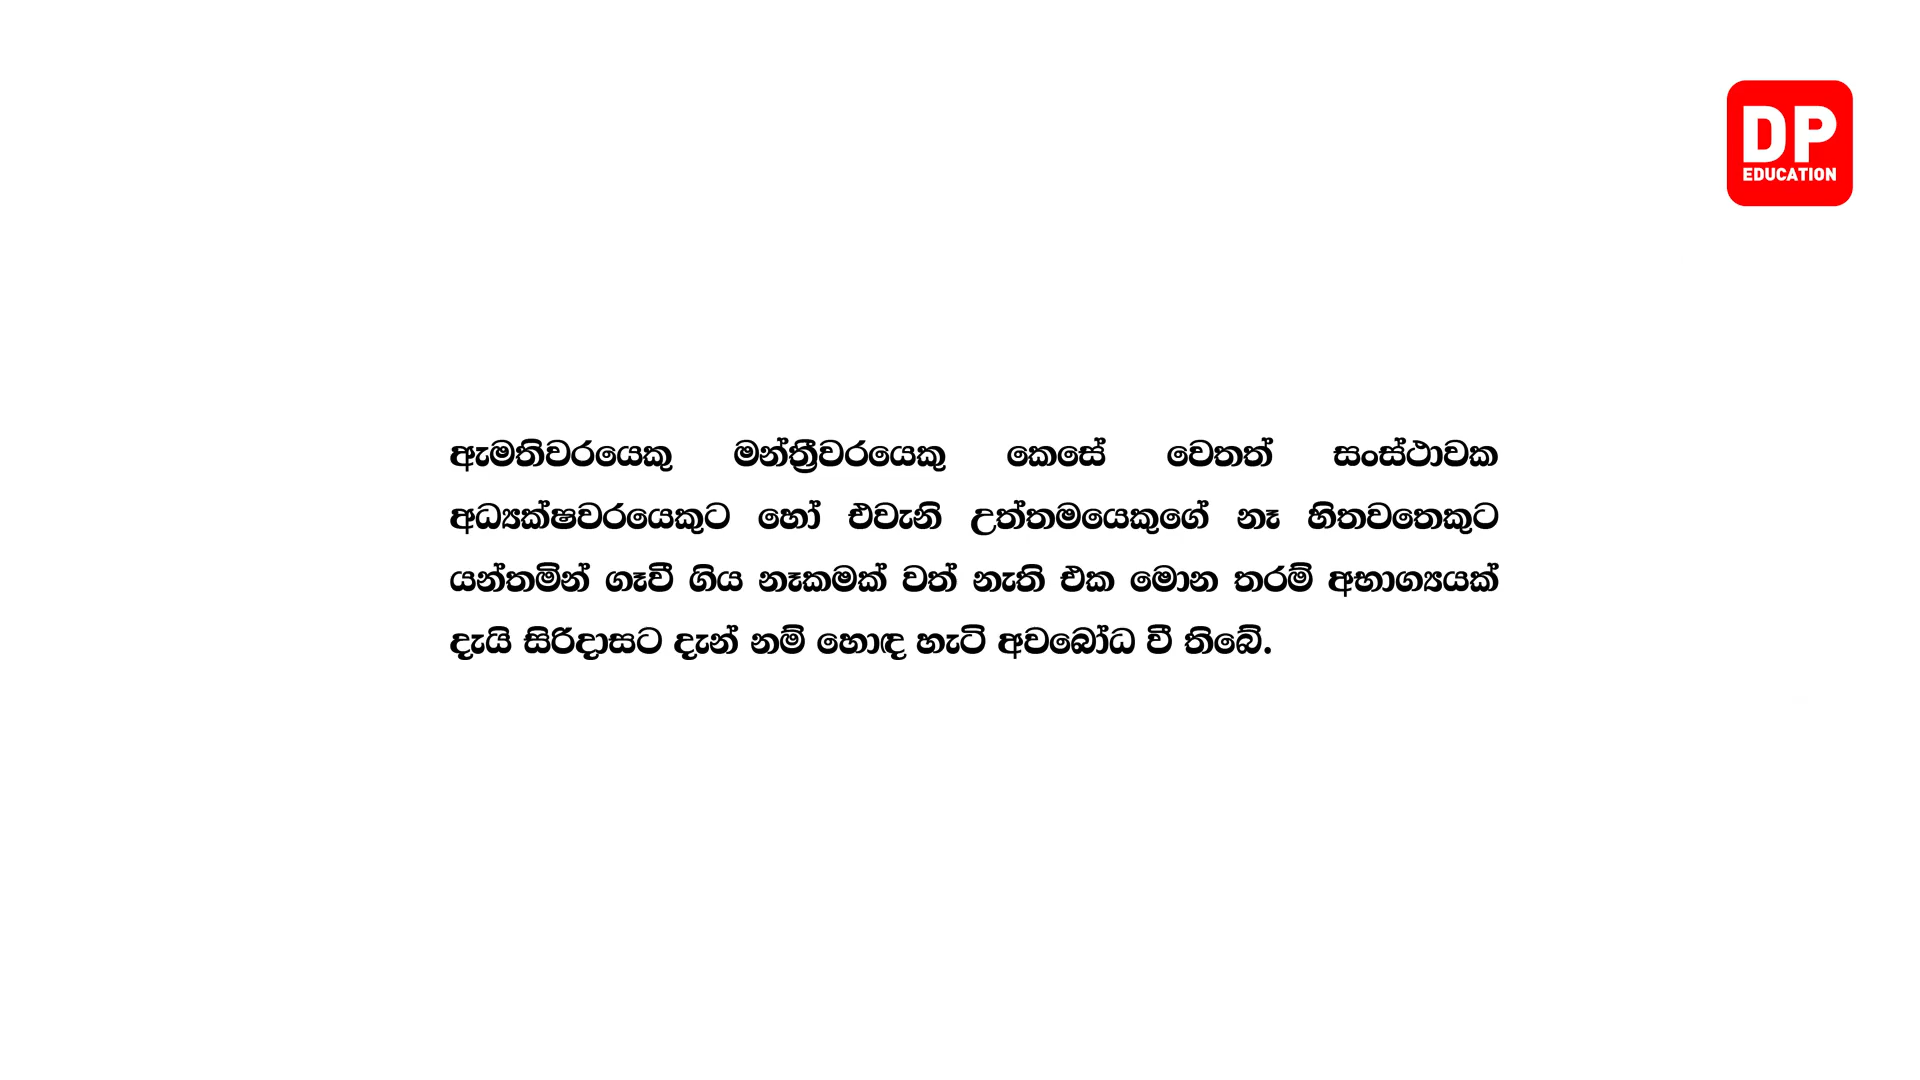 DP
EDUCATION
ඇමතිවරයෙකු මන්ත්‍රීවරයෙකු කෙසේ වෙතත් සංස්ථාවක
අධ්‍යක්ෂවරයෙකුට හෝ එවැනි උත්තමයෙකුගේ නෑ හිතවතෙකුට
යන්තමින් ගෑවී ගිය නෑකමක් වත් නැති එක මොන තරම් අභාග්‍යයක්
දැයි සිරිදාසට දැන් නම් හොඳ හැටි අවබෝධ වී තිබේ.